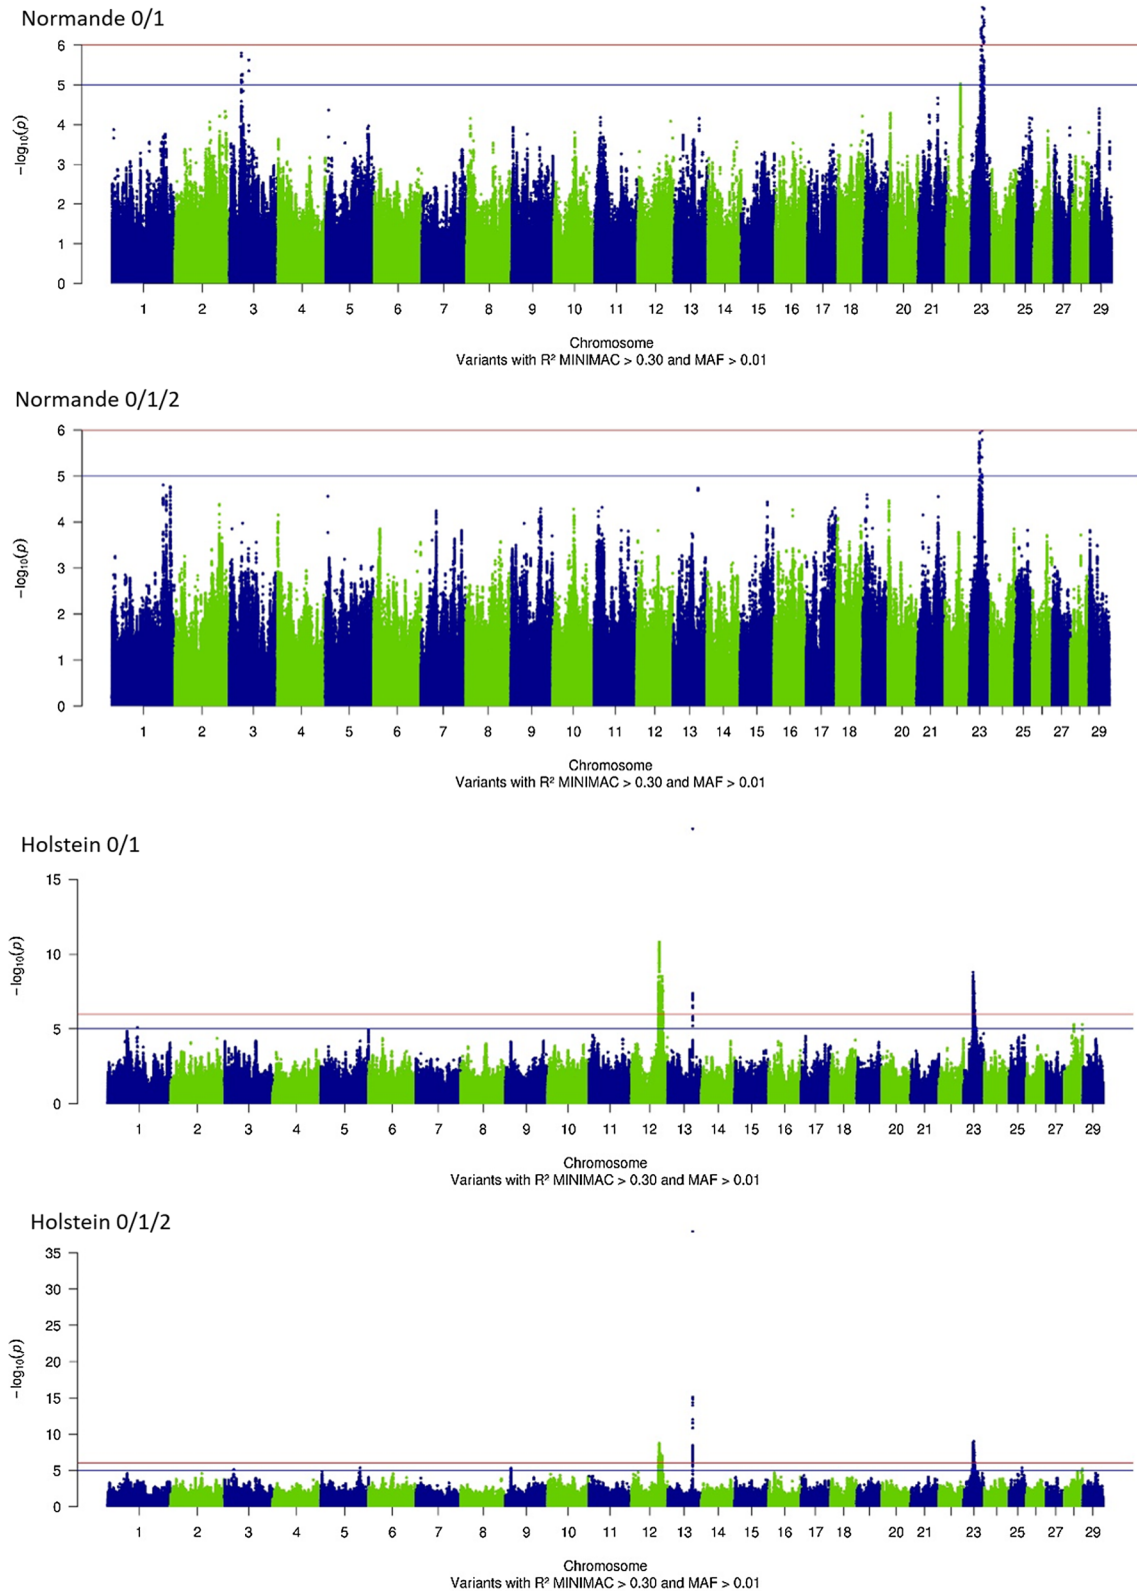 Normande 0/1
6
5
4
3
2
1
0
−log10(p)
1 2 3 4 5 6 7 8 9 10 11 12 13 14 15 16 17 18 20 21 23 25 27 29
Chromosome
Variants with R² MINIMAC > 0.30 and MAF > 0.01
Normande 0/1/2
6
5
4
3
2
1
0
−log10(p)
1 2 3 4 5 6 7 8 9 10 11 12 13 14 15 16 17 18 20 21 23 25 27 29
Chromosome
Variants with R² MINIMAC > 0.30 and MAF > 0.01
Holstein 0/1
15
10
5
0
−log10(p)
1 2 3 4 5 6 7 8 9 10 11 12 13 14 15 16 17 18 20 21 23 25 27 29
Chromosome
Variants with R² MINIMAC > 0.30 and MAF > 0.01
Holstein 0/1/2
35
30
25
20
15
10
5
0
−log10(p)
1 2 3 4 5 6 7 8 9 10 11 12 13 14 15 16 17 18 20 21 23 25 27 29
Chromosome
Variants with R² MINIMAC > 0.30 and MAF > 0.01